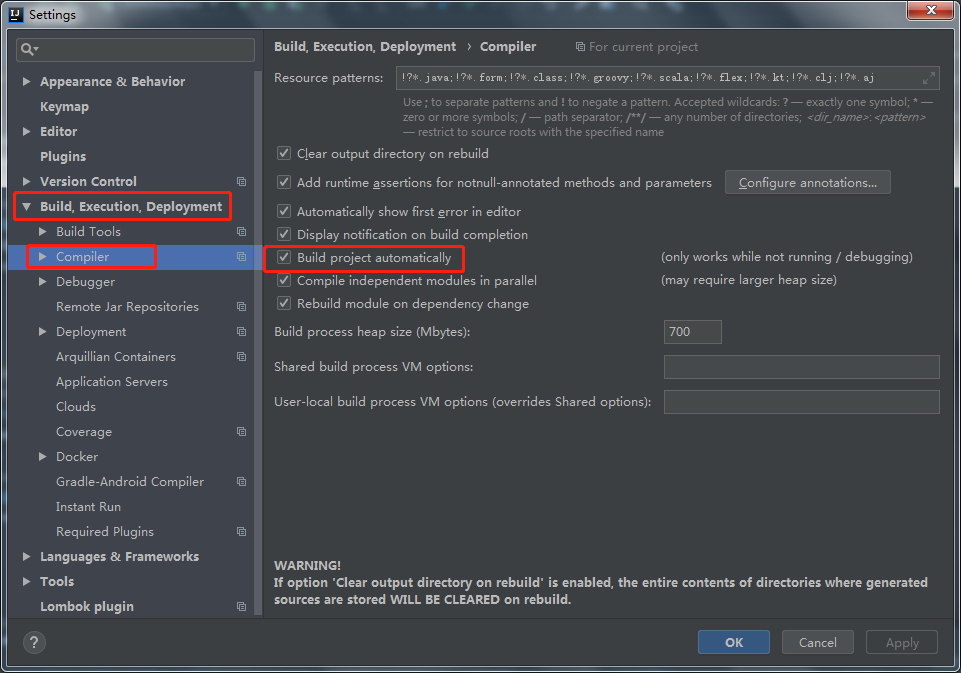 Settings
Appearance & Behavior
Keymap
Editor
Plugins
Version Control
Build, Execution, Deployment
Build Tools
Compiler
Debugger
Remote Jar Repositories
Deployment
Arquillian Containers
Application Servers
Clouds
Coverage
Docker
Gradle-Android Compiler
Instant Run
Required Plugins
Languages & Frameworks
Tools
Lombok plugin
Build, Execution, Deployment › Compiler For current project
Resource patterns: !?*.java;!?*.form;!?*.class;!?*.groovy;!?*.scala;!?*.flex;!?*.kt;!?*.clj;!?*.aj
Use ; to separate patterns and ! to negate a pattern. Accepted wildcards: ? — exactly one symbol; * —
zero or more symbols; / — path separator; /**/ — any number of directories; <dir_name>:<pattern>
— restrict to source roots with the specified name
Clear output directory on rebuild
Add runtime assertions for notnull-annotated methods and parameters Configure annotations...
Automatically show first error in editor
Display notification on build completion
Build project automatically (only works while not running / debugging)
Compile independent modules in parallel (may require larger heap size)
Rebuild module on dependency change
Build process heap size (Mbytes): 700
Shared build process VM options:
User-local build process VM options (overrides Shared options):
WARNING!
If option 'Clear output directory on rebuild' is enabled, the entire contents of directories where generated
sources are stored WILL BE CLEARED on rebuild.
? OK Cancel Apply